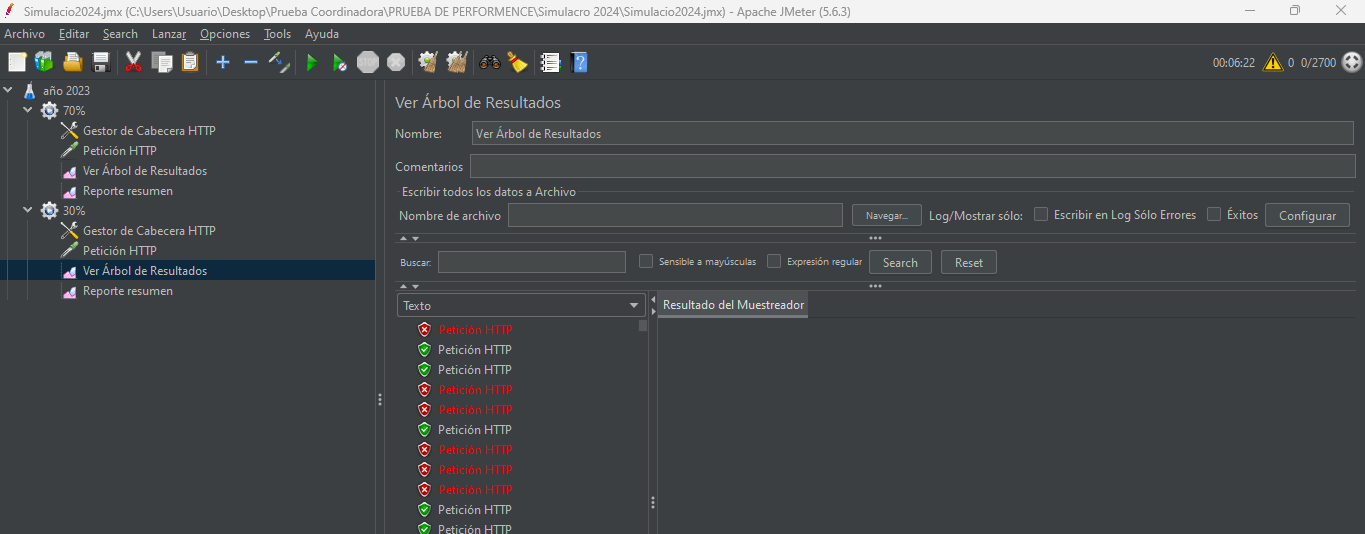 Simulacio2024.jmx (C:\Users\Usuario\Desktop\Prueba Coordinadora\PRUEBA DE PERFORMENCE\Simulacro 2024\Simulacio2024.jmx) - Apache JMeter (5.6.3)
Archivo Editar Search Lanzar Opciones Tools Ayuda
STOP 00:06:22 0 0/2700
año 2023
70%
Gestor de Cabecera HTTP
Petición HTTP
Ver Árbol de Resultados
Reporte resumen
30%
Gestor de Cabecera HTTP
Petición HTTP
Ver Árbol de Resultados
Reporte resumen
Ver Árbol de Resultados
Nombre: Ver Árbol de Resultados
Comentarios
Escribir todos los datos a Archivo
Nombre de archivo Navegar... Log/Mostrar sólo: Escribir en Log Sólo Errores Éxitos Configurar
Buscar: Sensible a mayúsculas Expresión regular Search Reset
Texto
Resultado del Muestreador
Petición HTTP
Petición HTTP
Petición HTTP
Petición HTTP
Petición HTTP
Petición HTTP
Petición HTTP
Petición HTTP
Petición HTTP
Petición HTTP
Petición HTTP